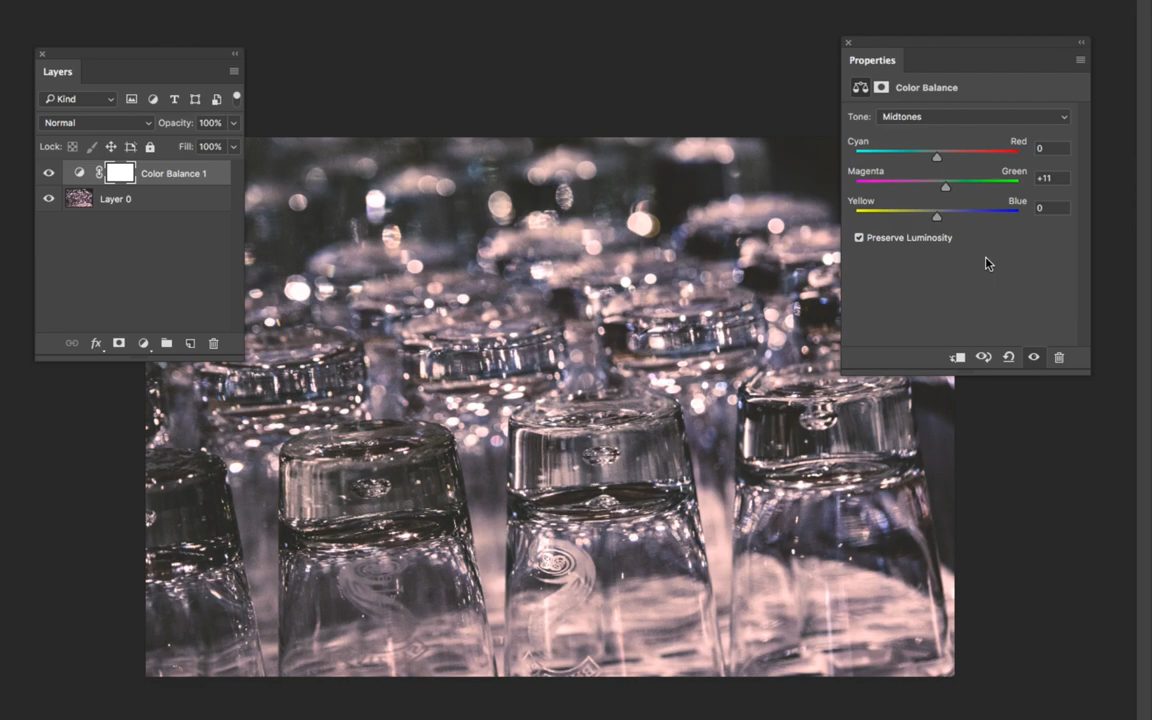 Layers
Kind
Normal Opacity: 100%
Lock: Fill: 100%
Color Balance 1
Layer 0
fx
Properties
Color Balance
Tone: Midtones
Cyan Red 0
Magenta Green +11
Yellow Blue 0
Preserve Luminosity